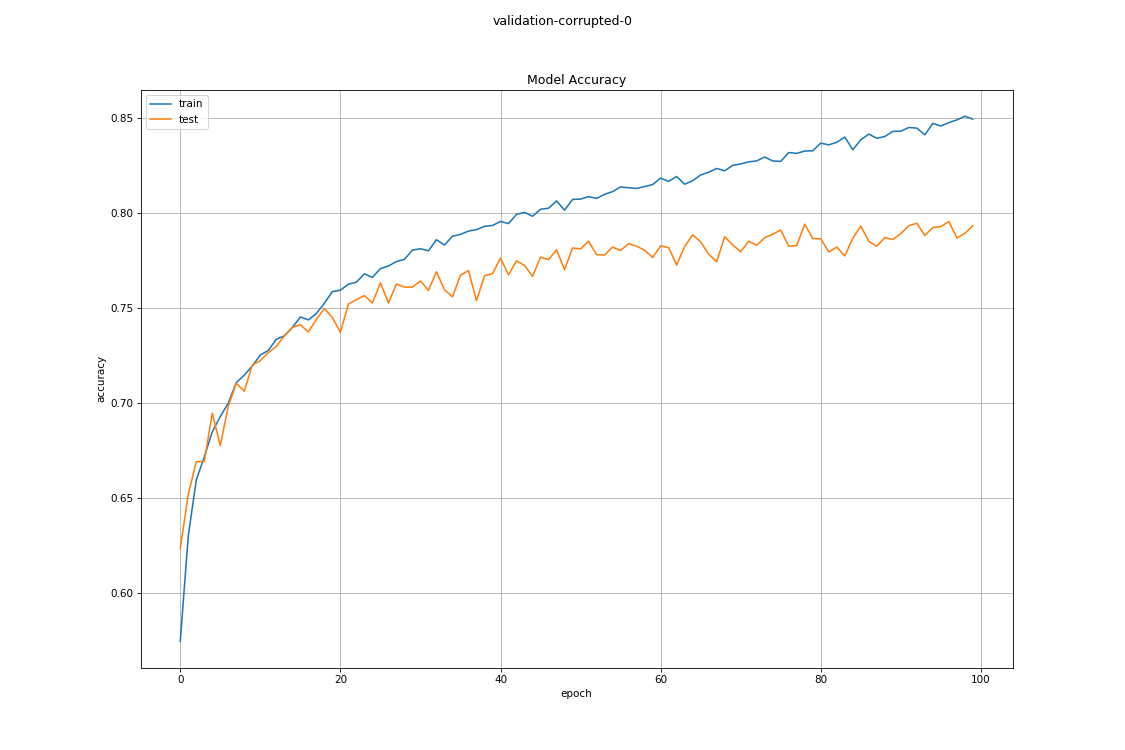 validation-corrupted-0
Model Accuracy
train
test
0.85
0.80
0.75
0.70
0.65
0.60
accuracy
0 20 40 60 80 100
epoch